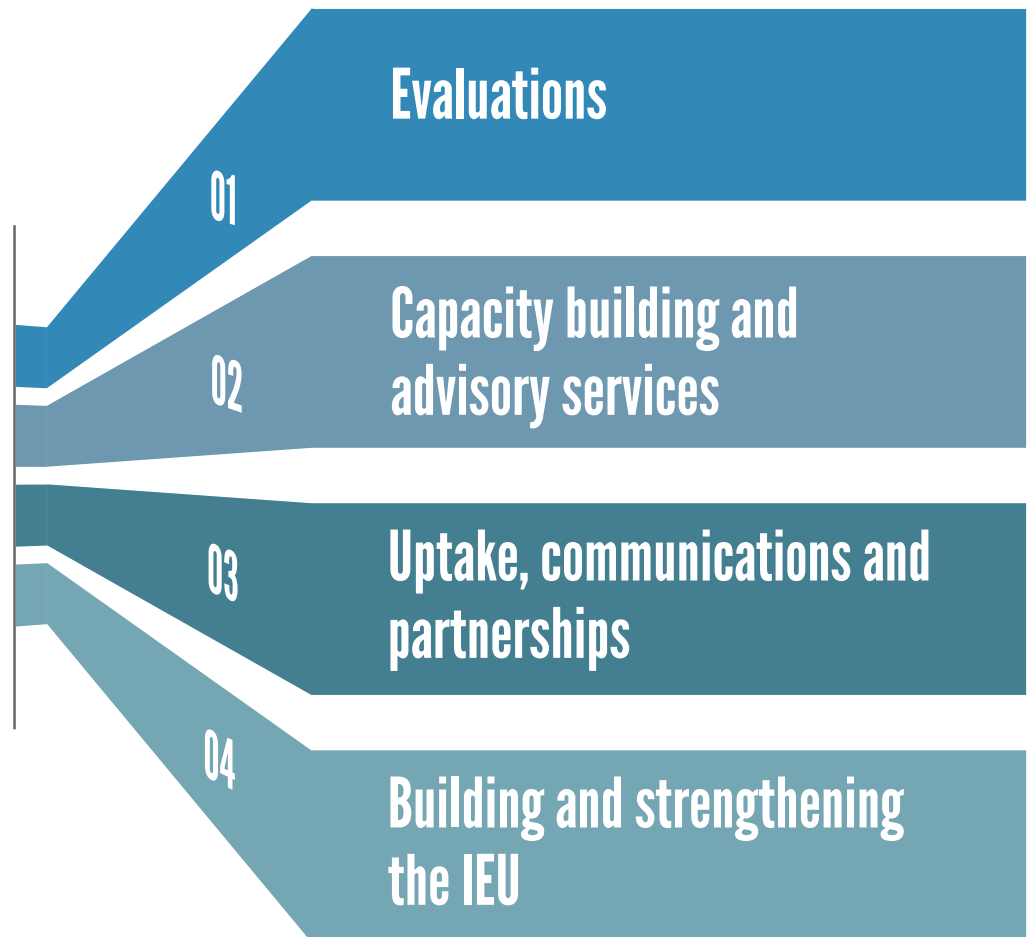 01
Evaluations
02
Capacity building and
advisory services
03
Uptake, communications and
partnerships
04
Building and strengthening
the IEU